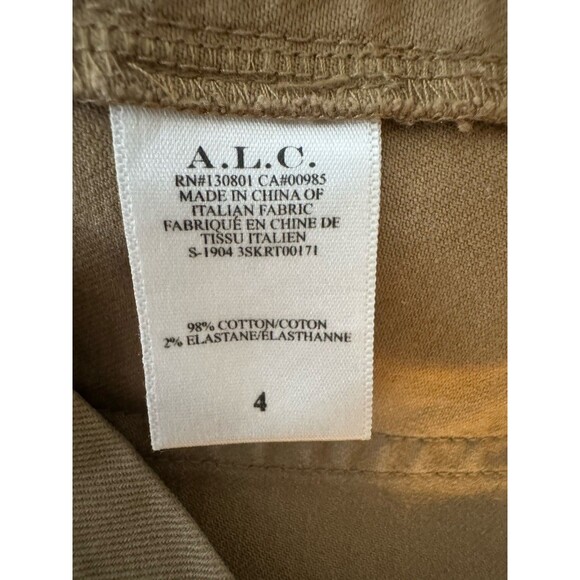 A.L.C.
RN#130801 CA#00985
MADE IN CHINA OF
ITALIAN FABRIC
FABRIQUÉ EN CHINE DE
TISSU ITALIEN
S-1904 3SKRT00171
98% COTTON/COTON
2% ELASTANE/ÉLASTHANNE
4